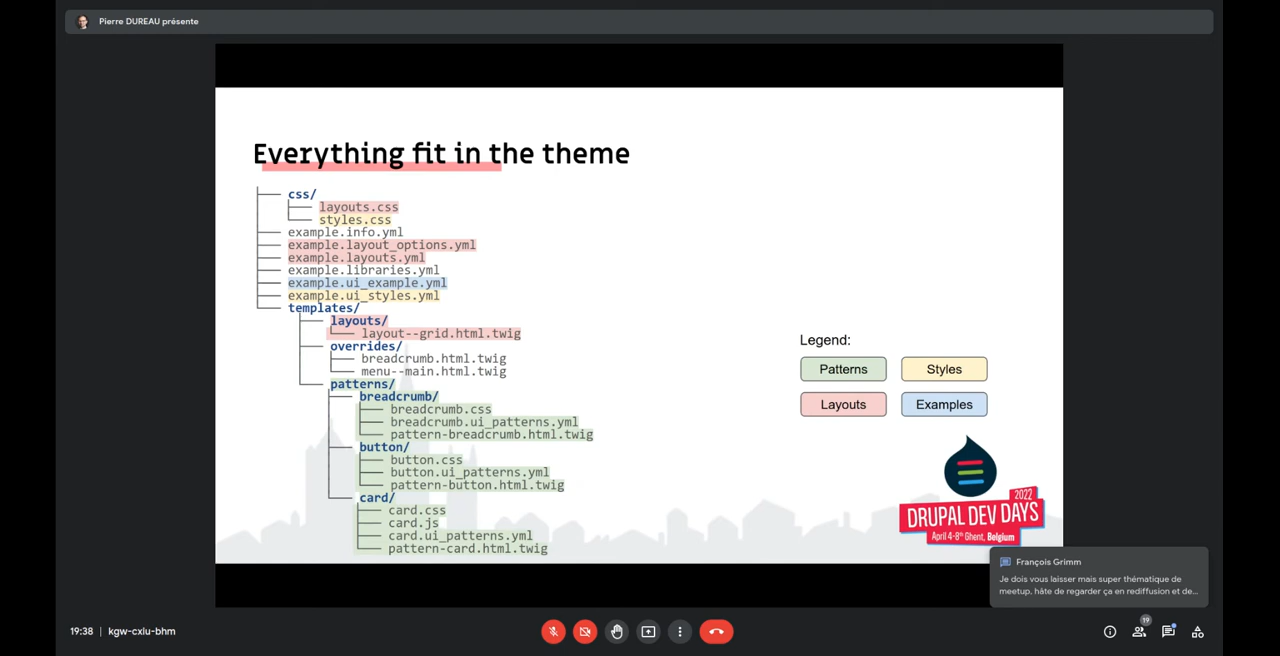 Pierre DUREAU présente
Everything fit in the theme
css/
layouts.css
styles.css
example.info.yml
example.layout_options.yml
example.layouts.yml
example.libraries.yml
example.ui_example.yml
example.ui_styles.yml
templates/
layouts/
layout--grid.html.twig
overrides/
breadcrumb.html.twig
menu--main.html.twig
patterns/
breadcrumb/
breadcrumb.css
breadcrumb.ui_patterns.yml
pattern-breadcrumb.html.twig
button/
button.css
button.ui_patterns.yml
pattern-button.html.twig
card/
card.css
card.js
card.ui_patterns.yml
pattern-card.html.twig
Legend:
Patterns
Styles
Layouts
Examples
2022
DRUPAL DEV DAYS
April 4-8th Ghent, Belgium
François Grimm
Je dois vous laisser mais super thématique de
meetup, hâte de regarder ça en rediffusion et de...
19:38 | kgw-cxiu-bhm
19